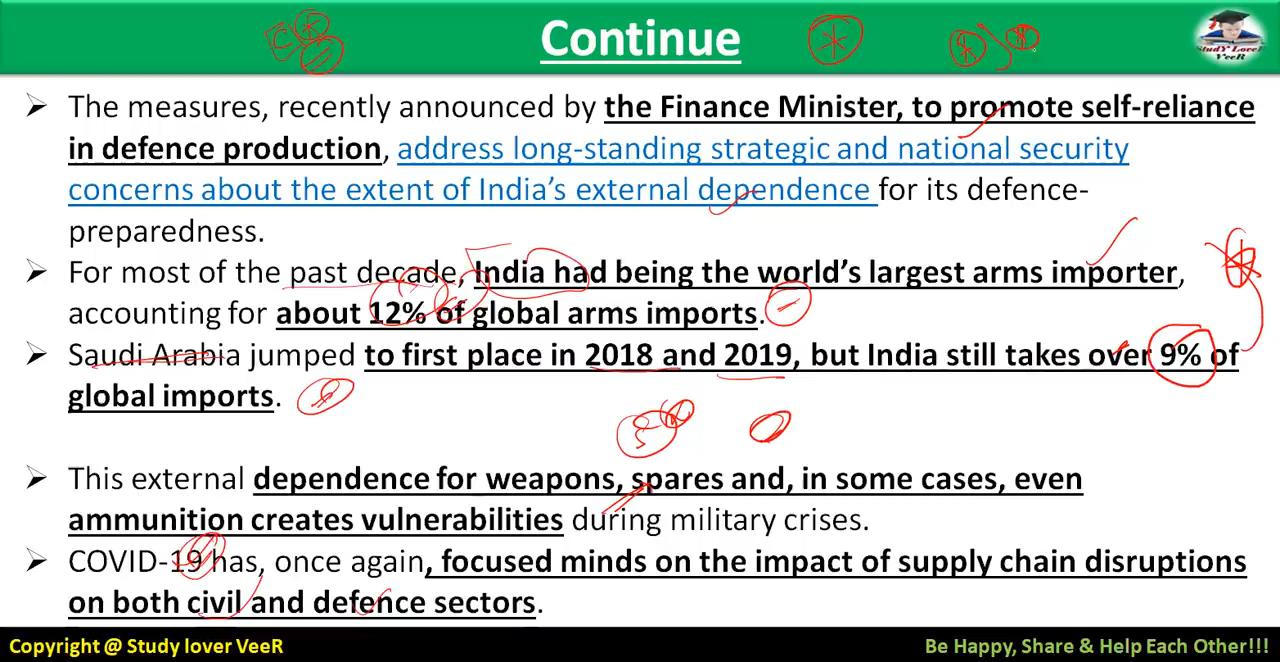 Continue
StudY LoveR
VeeR
➢ The measures, recently announced by the Finance Minister, to promote self-reliance
in defence production, address long-standing strategic and national security
concerns about the extent of India’s external dependence for its defence-
preparedness.
➢ For most of the past decade, India had being the world’s largest arms importer,
accounting for about 12% of global arms imports.
➢ Saudi Arabia jumped to first place in 2018 and 2019, but India still takes over 9% of
global imports.
➢ This external dependence for weapons, spares and, in some cases, even
ammunition creates vulnerabilities during military crises.
➢ COVID-19 has, once again, focused minds on the impact of supply chain disruptions
on both civil and defence sectors.
Copyright @ Study lover VeeR
Be Happy, Share & Help Each Other!!!